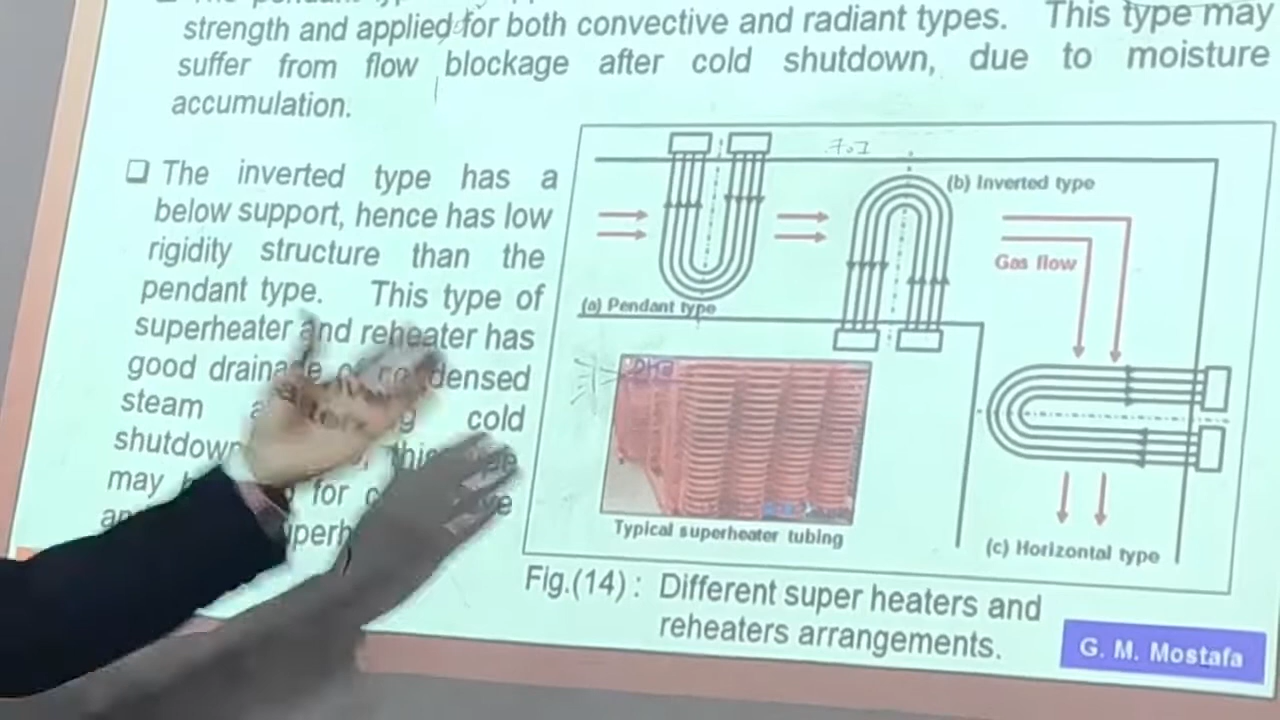 strength and applied for both convective and radiant types. This type may
suffer from flow blockage after cold shutdown, due to moisture
accumulation.
❑ The inverted type has a
below support, hence has low
rigidity structure than the
pendant type. This type of
superheater and reheater has
good drainage of condensed
steam cold
shutdown
may for
(b) Inverted type
Gas flow
(a) Pendant type
Typical superheater tubing
(c) Horizontal type
Fig.(14) : Different super heaters and
reheaters arrangements.
G. M. Mostafa